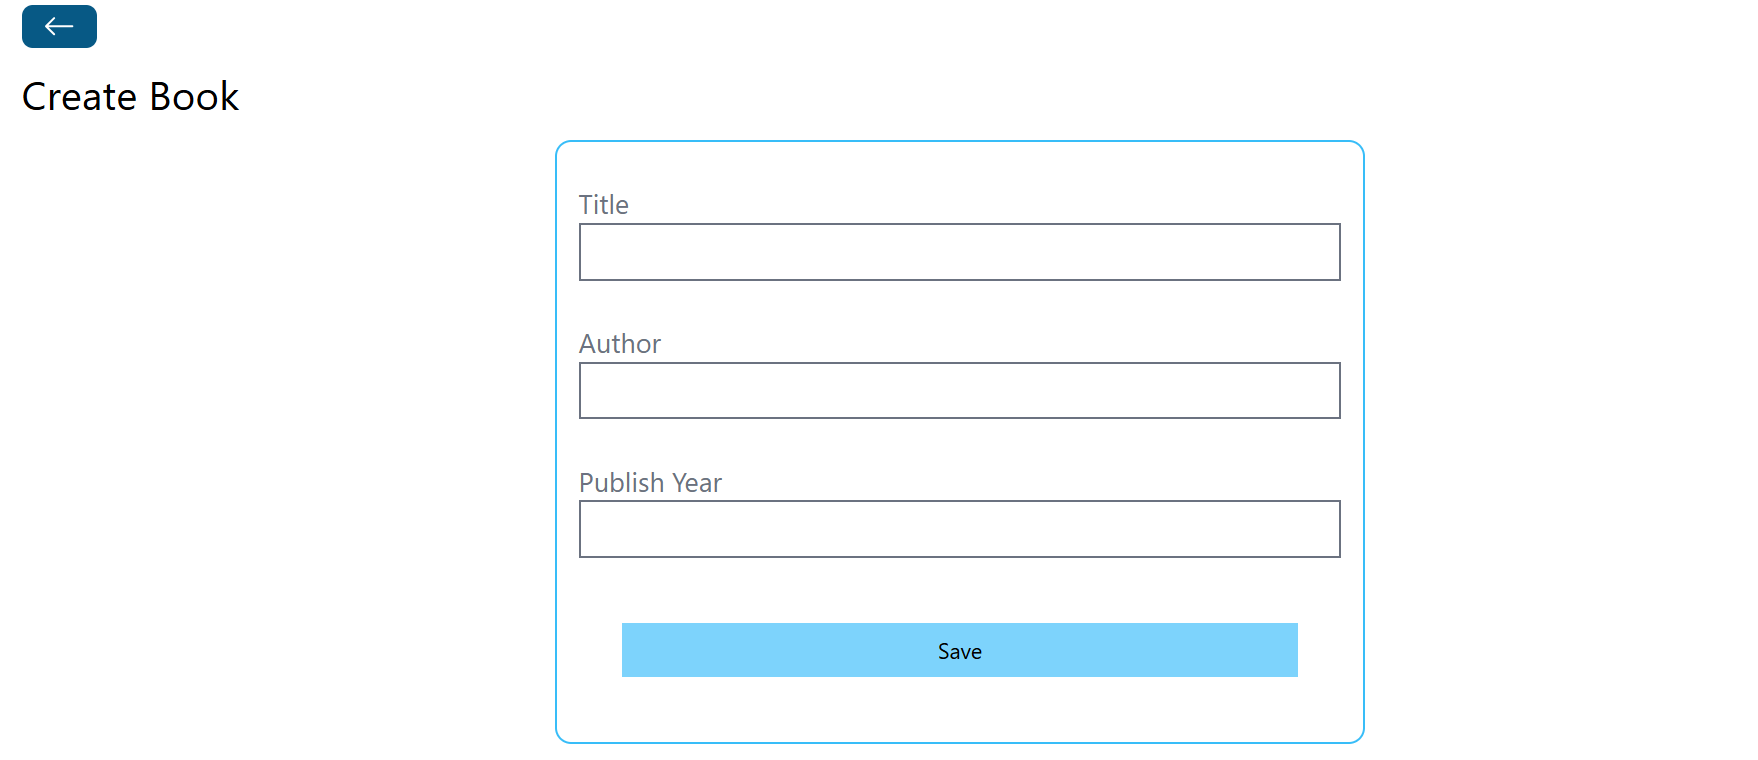 Create Book
Title
Author
Publish Year
Save